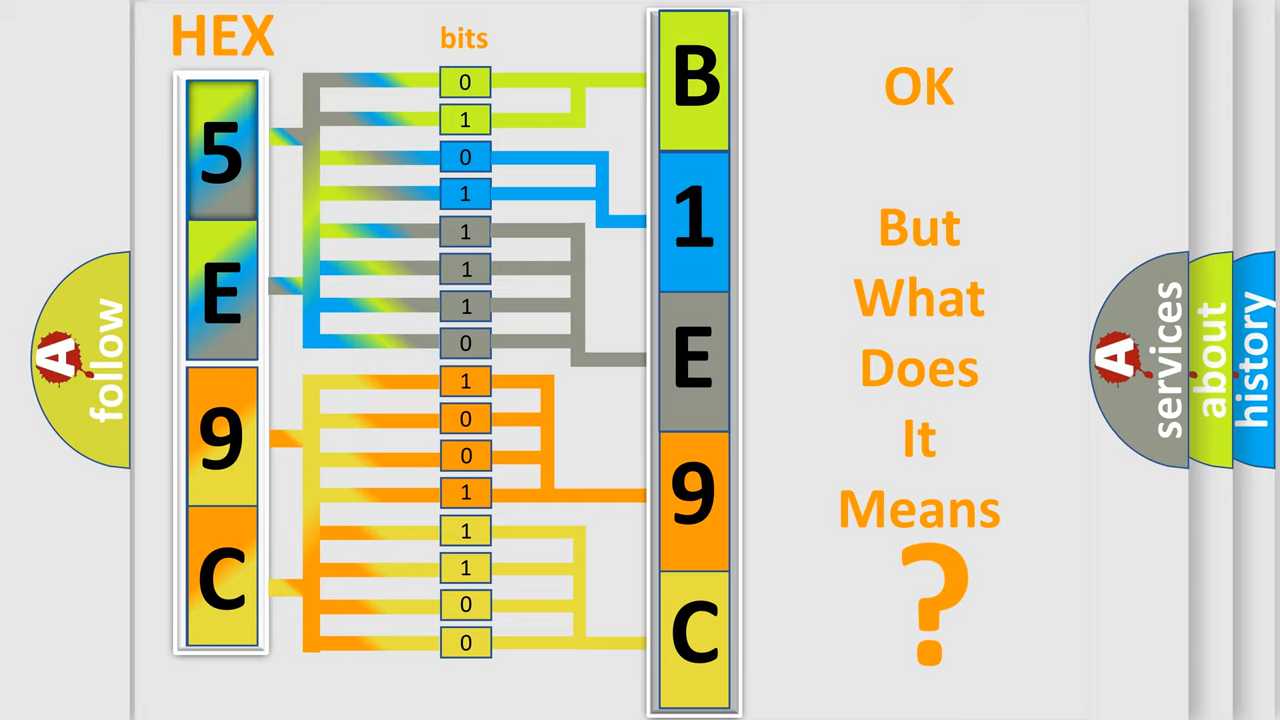 HEX
bits
5
E
9
C
0
1
0
1
1
1
1
0
1
0
0
1
1
1
0
0
B
1
E
9
C
OK
But
What
Does
It
Means
?
A
follow
A
services
about
history